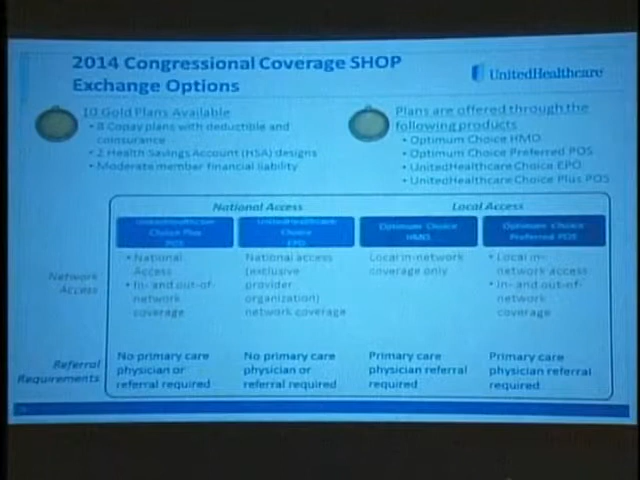 2014 Congressional Coverage SHOP
Exchange Options
UnitedHealthcare
10 Gold Plans Available
• 8 Copay plans with deductible and
coinsurance
• 2 Health Savings Account (HSA) designs
• Moderate member financial liability
Plans are offered through the
following products
• Optimum Choice HMO
• Optimum Choice Preferred POS
• UnitedHealthcare Choice EPO
• UnitedHealthcare Choice Plus POS
National Access
Local Access
UnitedHealthcare
Choice Plus
POS
UnitedHealthcare
Choice
EPO
Optimum Choice
HMO
Optimum Choice
Preferred POS
Network
Access
• National
Access
• In- and out-of-
network
coverage
National access
(exclusive
provider
organization)
network coverage
Local in-network
coverage only
• Local in-
network access
• In- and out-of-
network
coverage
Referral
Requirements
No primary care
physician or
referral required
No primary care
physician or
referral required
Primary care
physician referral
required
Primary care
physician referral
required